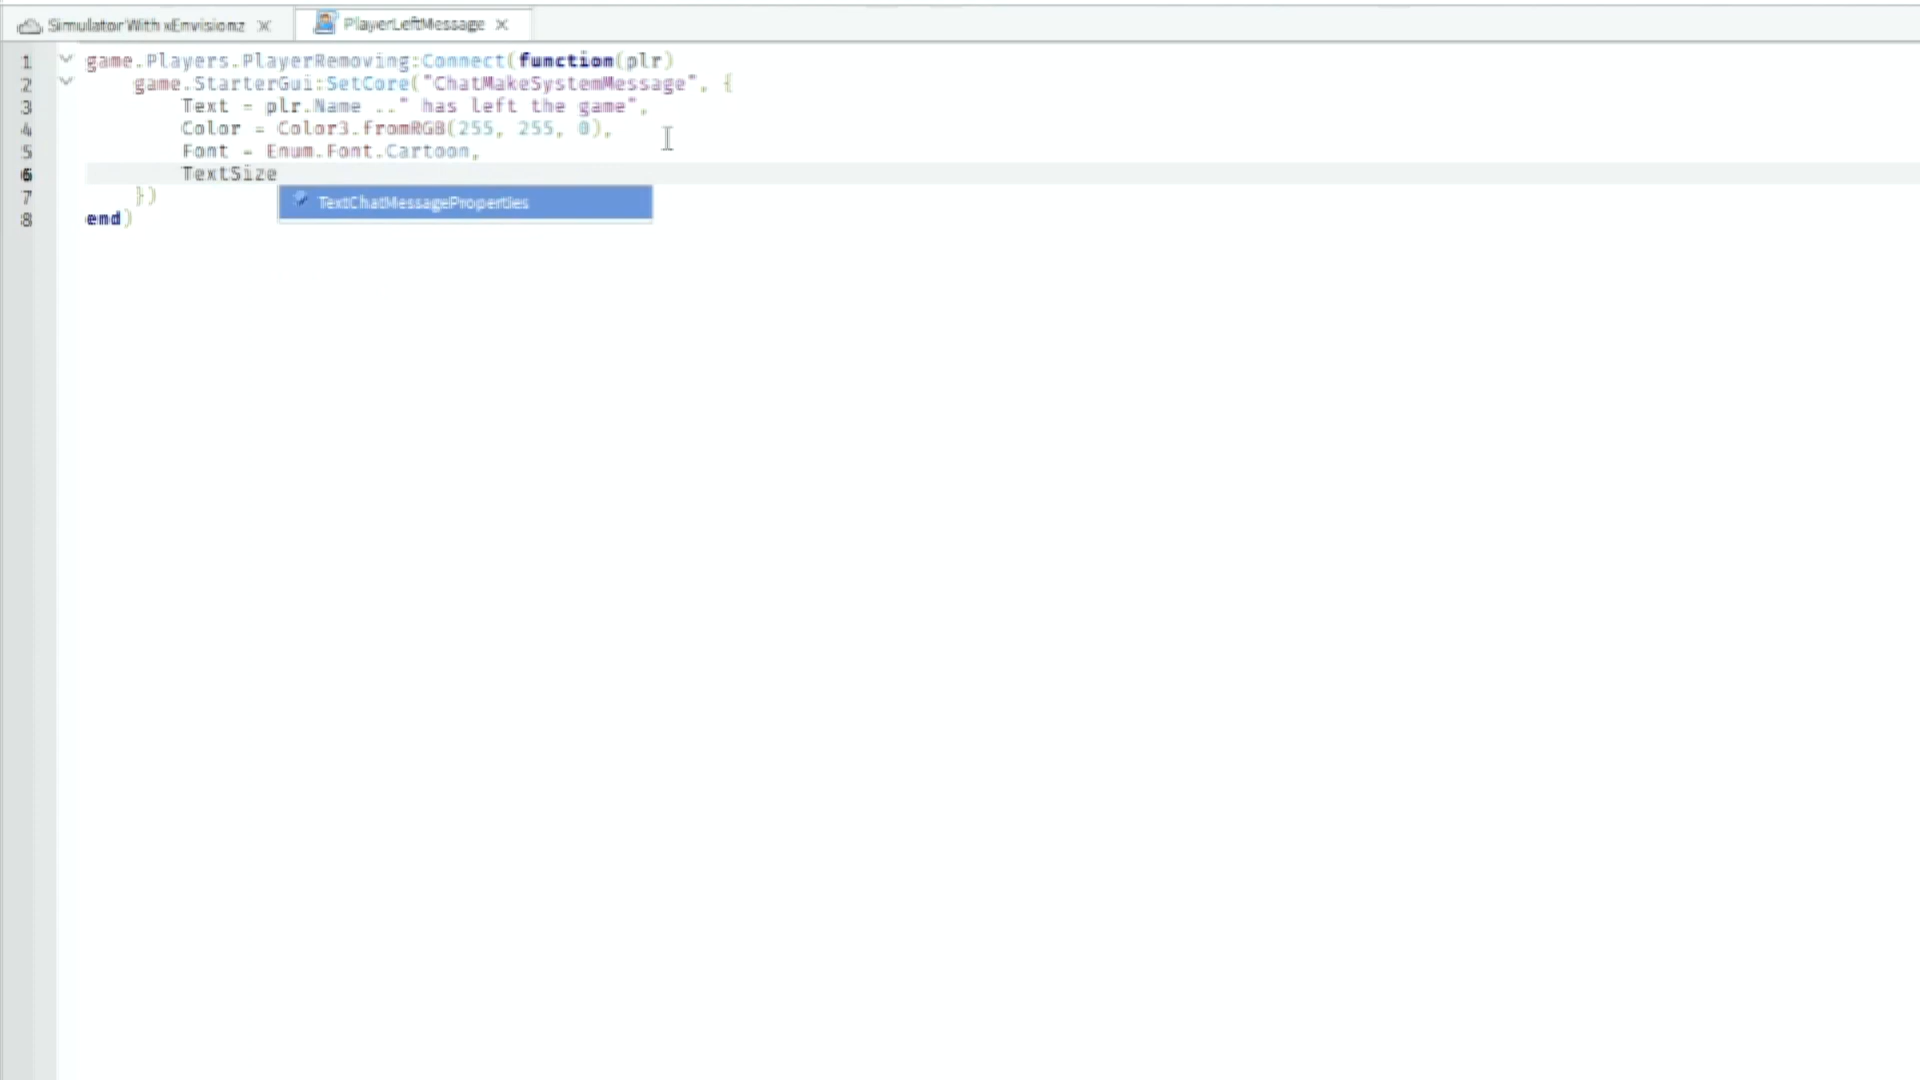 Simulator With xEnvisionz
PlayerLeftMessage
1 game.Players.PlayerRemoving:Connect(function(plr)
2 game.StarterGui:SetCore("ChatMakeSystemMessage", {
3 Text = plr.Name .." has left the game",
4 Color = Color3.fromRGB(255, 255, 0),
5 Font = Enum.Font.Cartoon,
6 TextSize
7 })
TextChatMessageProperties
8 end)